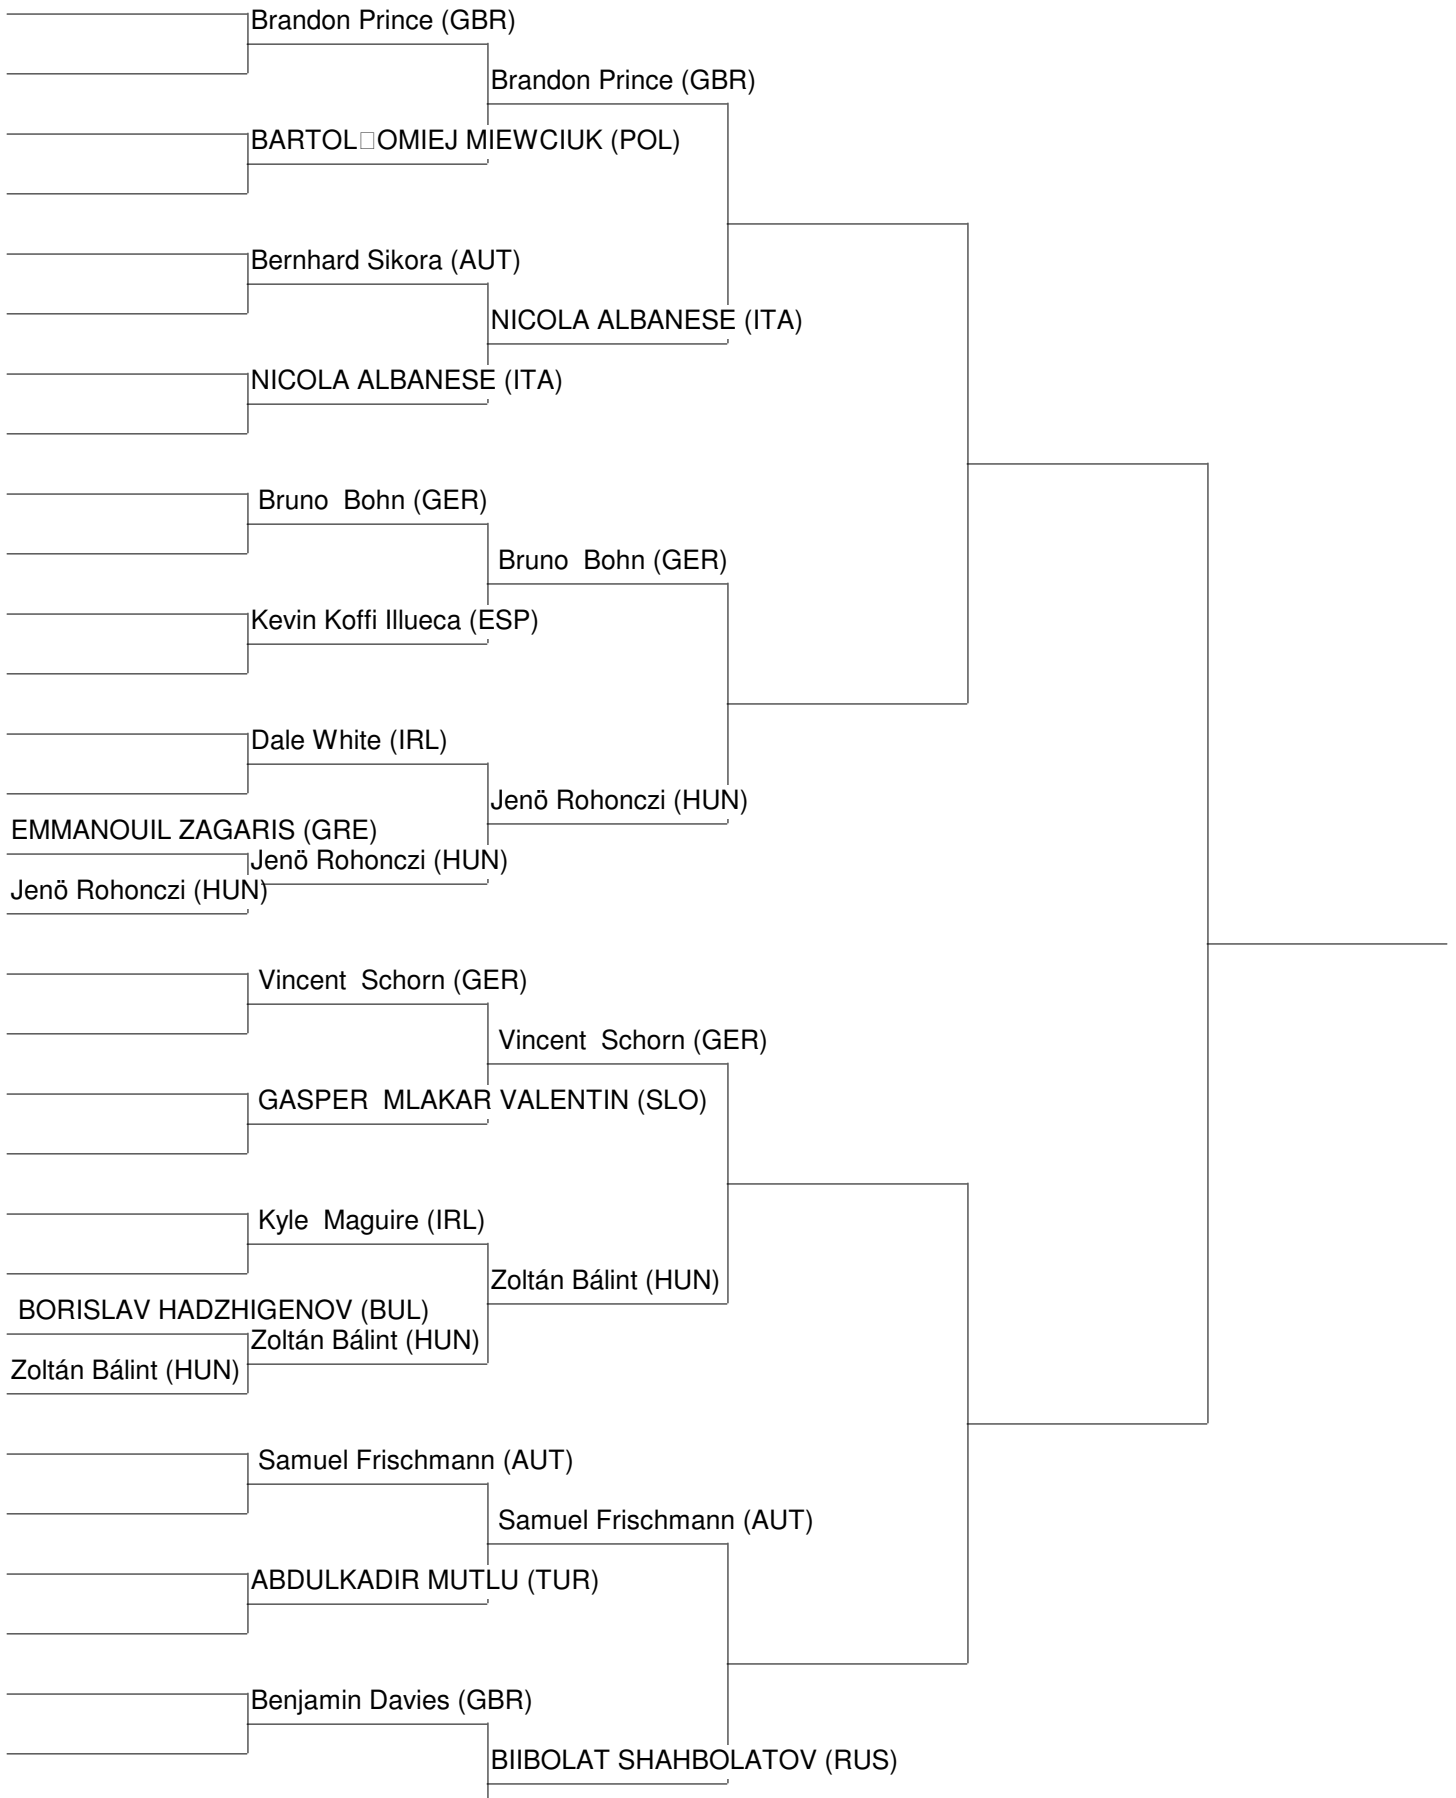 Brandon Prince (GBR)
Brandon Prince (GBR)
BARTOL□OMIEJ MIEWCIUK (POL)
Bernhard Sikora (AUT)
NICOLA ALBANESE (ITA)
NICOLA ALBANESE (ITA)
Bruno  Bohn (GER)
Bruno  Bohn (GER)
Kevin Koffi Illueca (ESP)
Dale White (IRL)
Jenö Rohonczi (HUN)
EMMANOUIL ZAGARIS (GRE)
Jenö Rohonczi (HUN)
Jenö Rohonczi (HUN)
Vincent  Schorn (GER)
Vincent  Schorn (GER)
GASPER  MLAKAR VALENTIN (SLO)
Kyle  Maguire (IRL)
Zoltán Bálint (HUN)
BORISLAV HADZHIGENOV (BUL)
Zoltán Bálint (HUN)
Zoltán Bálint (HUN)
Samuel Frischmann (AUT)
Samuel Frischmann (AUT)
ABDULKADIR MUTLU (TUR)
Benjamin Davies (GBR)
BIIBOLAT SHAHBOLATOV (RUS)